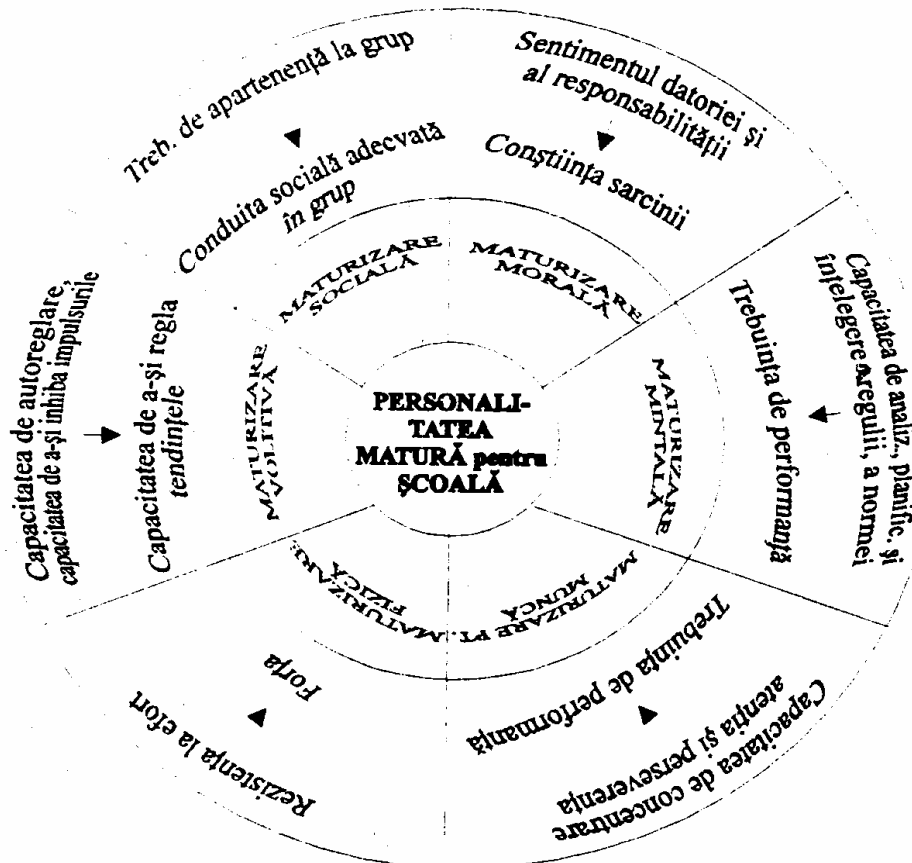 Treb. de apartenență la grup
Conduita socială adecvată
în grup
MATURIZARE
SOCIALĂ
Sentimentul datoriei și
al responsabilității
Conștiința sarcinii
MATURIZARE
MORALĂ
Capacitatea de analiz., planific. și
înțelegere a regulii, a normei
Trebuința de performanță
MATURIZARE
MINTALĂ
PERSONALI-
TATEA
MATURĂ pentru
ȘCOALĂ
Capacitatea de autoreglare,
capacitatea de a-și inhiba impulsurile
Capacitatea de a-și regla
tendințele
MATURIZARE
VOLITIVĂ
MATURIZARE
FIZICĂ
Forța
Rezistența la efort
MATURIZARE PT.
MUNCĂ
Trebuința de performanță
Capacitatea de concentrare
atenția și perseverența